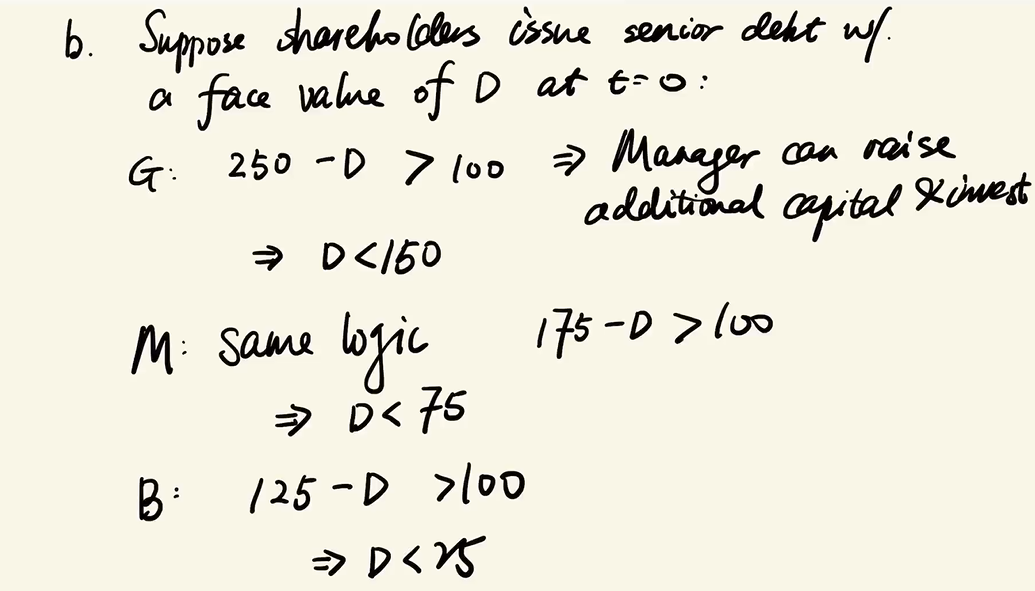 b. Suppose shareholders issue senior debt w/.
a face value of D at t=0:
G: 250 - D > 100 ⇒ Manager can raise
additional capital & invest
⇒ D < 150
M: same logic 175 - D > 100
⇒ D < 75
B: 125 - D > 100
⇒ D < 25